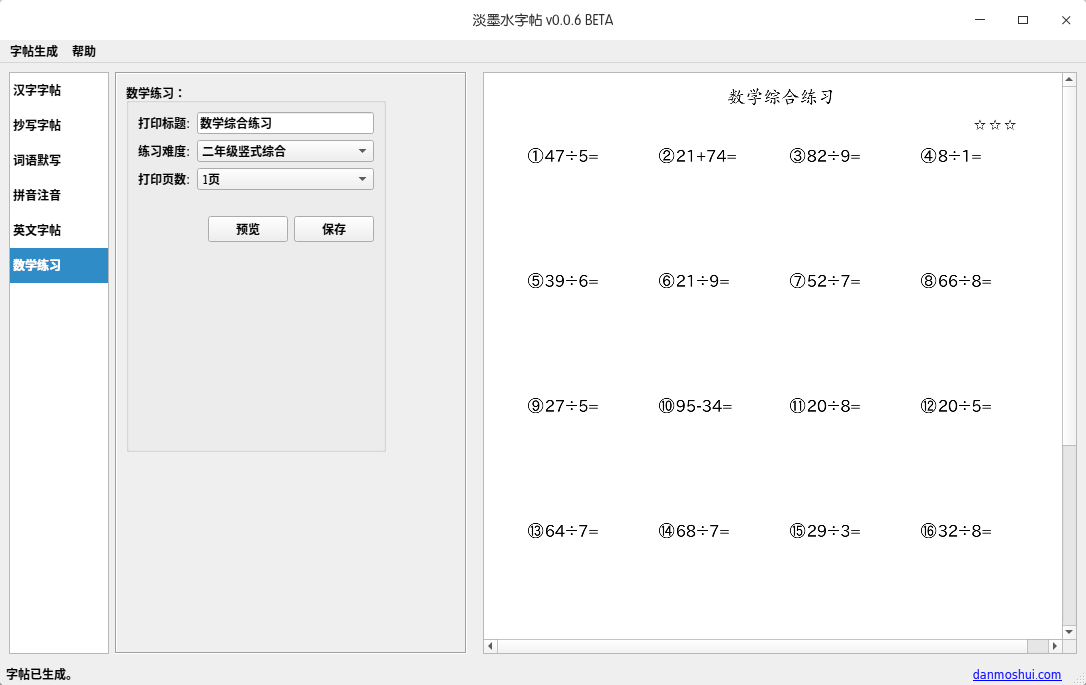 淡墨水字帖 v0.0.6 BETA
字帖生成 帮助
汉字字帖
抄写字帖
词语默写
拼音注音
英文字帖
数学练习
数学练习：
打印标题: 数学综合练习
练习难度: 二年级竖式综合
打印页数: 1页
预览 保存
数学综合练习
☆☆☆
①47÷5= ②21+74= ③82÷9= ④8÷1=
⑤39÷6= ⑥21÷9= ⑦52÷7= ⑧66÷8=
⑨27÷5= ⑩95-34= ⑪20÷8= ⑫20÷5=
⑬64÷7= ⑭68÷7= ⑮29÷3= ⑯32÷8=
字帖已生成。
danmoshui.com